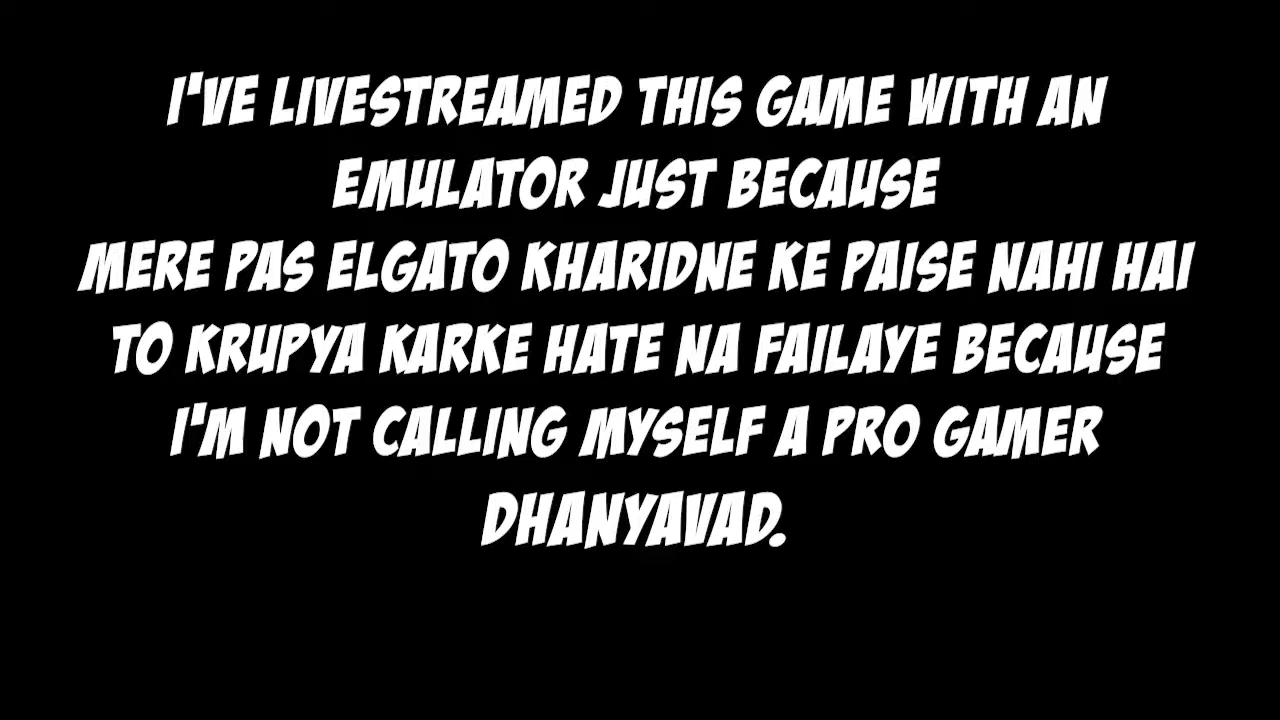 I'VE LIVESTREAMED THIS GAME WITH AN
EMULATOR JUST BECAUSE
MERE PAS ELGATO KHARIDNE KE PAISE NAHI HAI
TO KRUPYA KARKE HATE NA FAILAYE BECAUSE
I'M NOT CALLING MYSELF A PRO GAMER
DHANYAVAD.